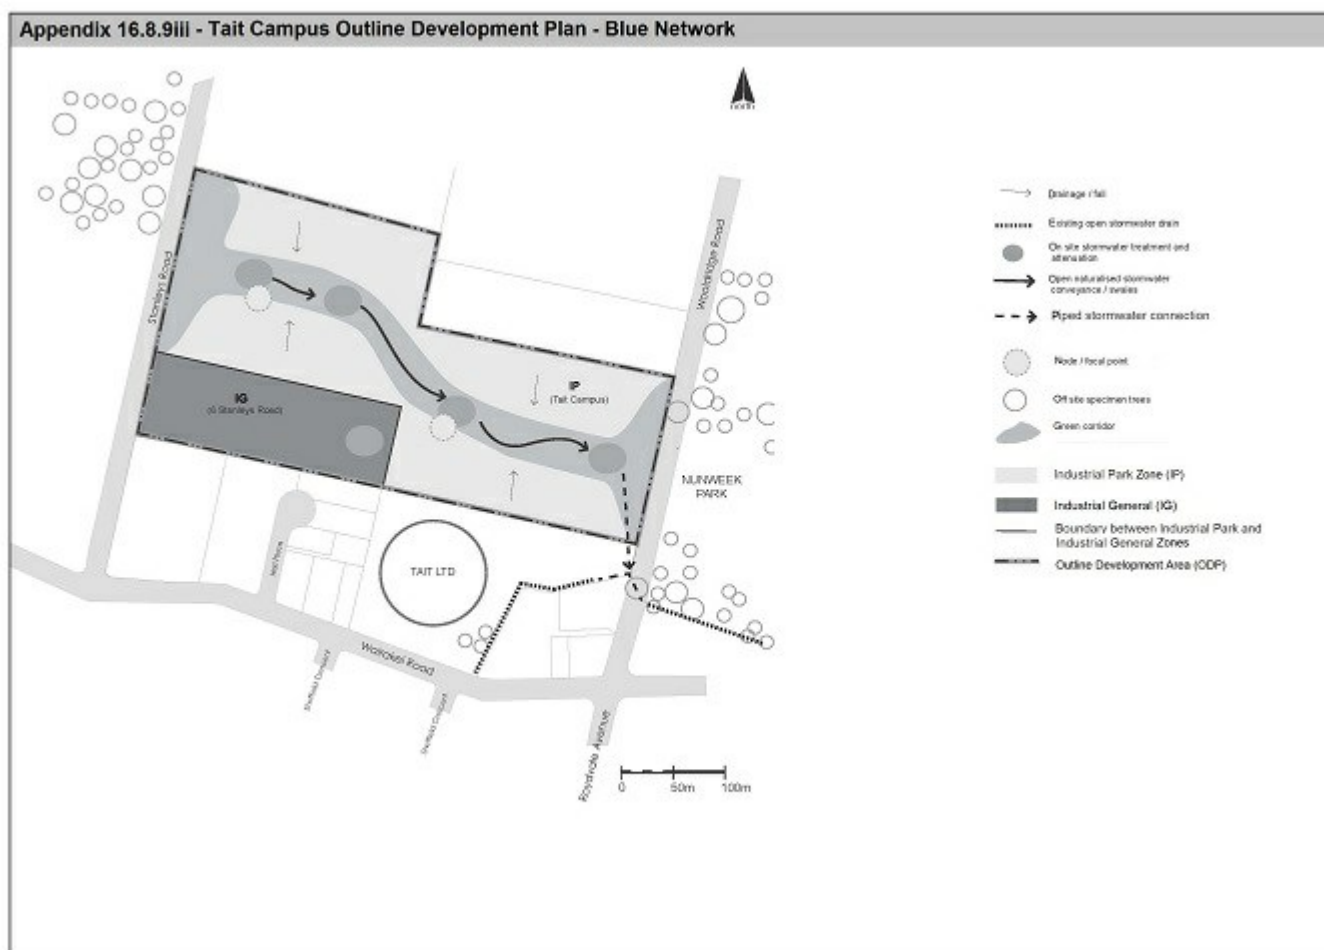 Appendix 16.8.9iii - Tait Campus Outline Development Plan - Blue Network
north
Drainage / fall
Existing open stormwater drain
On site stormwater treatment and
attenuation
Open naturalised stormwater
conveyance / swales
Piped stormwater connection
Node / focal point
Off site specimen trees
Green corridor
Industrial Park Zone (IP)
Industrial General (IG)
Boundary between Industrial Park and
Industrial General Zones
Outline Development Area (ODP)
Stanleys Road
Wooldridge Road
IP
(Tait Campus)
IG
(6 Stanleys Road)
NUNWEEK
PARK
TAIT LTD
Wairakei Road
Sheffield Crescent
Sheffield Crescent
Roydvale Avenue
0 50m 100m